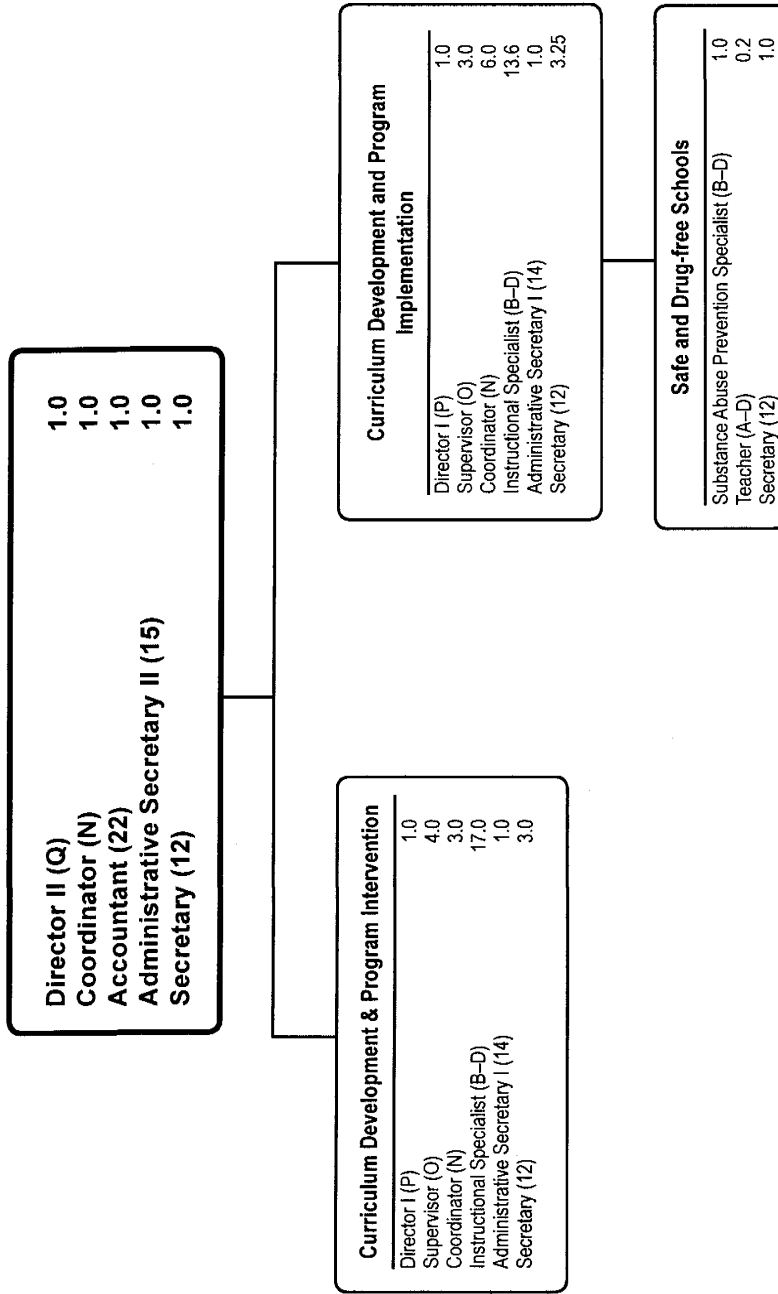 Director II (Q) 1.0
Coordinator (N) 1.0
Accountant (22) 1.0
Administrative Secretary II (15) 1.0
Secretary (12) 1.0
Curriculum Development & Program Intervention
Director I (P) 1.0
Supervisor (O) 4.0
Coordinator (N) 3.0
Instructional Specialist (B–D) 17.0
Administrative Secretary I (14) 1.0
Secretary (12) 3.0
Curriculum Development and Program
Implementation
Director I (P) 1.0
Supervisor (O) 3.0
Coordinator (N) 6.0
Instructional Specialist (B–D) 13.6
Administrative Secretary I (14) 1.0
Secretary (12) 3.25
Safe and Drug-free Schools
Substance Abuse Prevention Specialist (B–D) 1.0
Teacher (A–D) 0.2
Secretary (12) 1.0